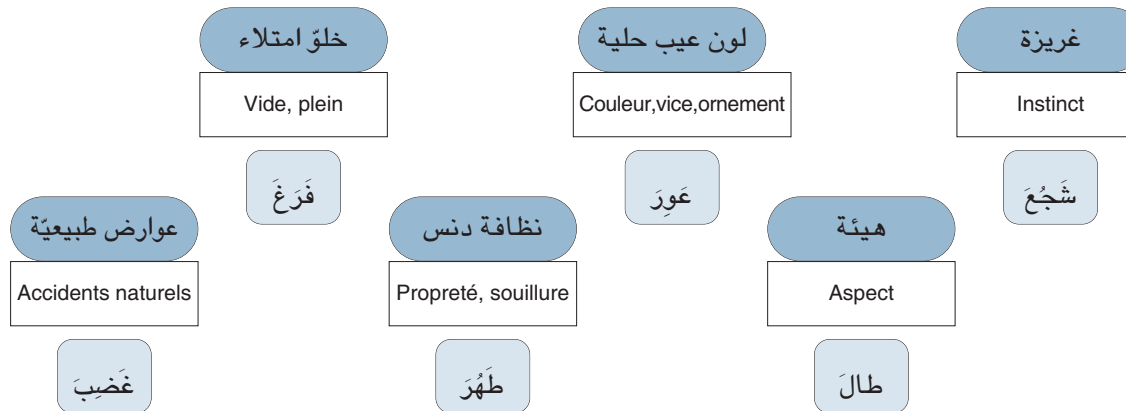 غريزة
Instinct
شَجُعَ
هيئة
Aspect
طالَ
لون عيب حلية
Couleur,vice,ornement
عَوِرَ
نظافة دنس
Propreté, souillure
طَهُرَ
خلوّ امتلاء
Vide, plein
فَرَغَ
عوارض طبيعيّة
Accidents naturels
غَضِبَ